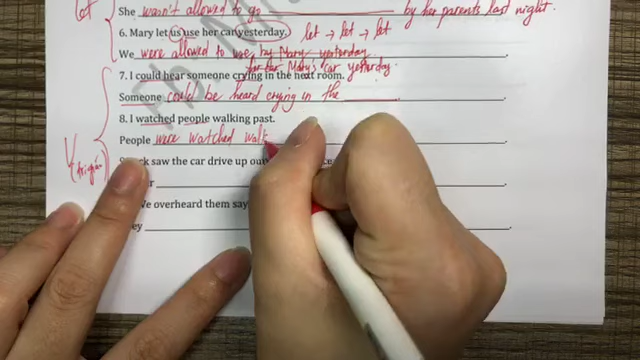 let
She wasn't allowed to go ____________ by her parents last night.
6. Mary let us use her car yesterday. let → let → let
We were allowed to use by Mary yesterday.
her car, Mary's car yesterday.
7. I could hear someone crying in the next room.
Someone could be heard crying in the ________.
8. I watched people walking past.
People were watched walk
saw the car drive up
We overheard them say